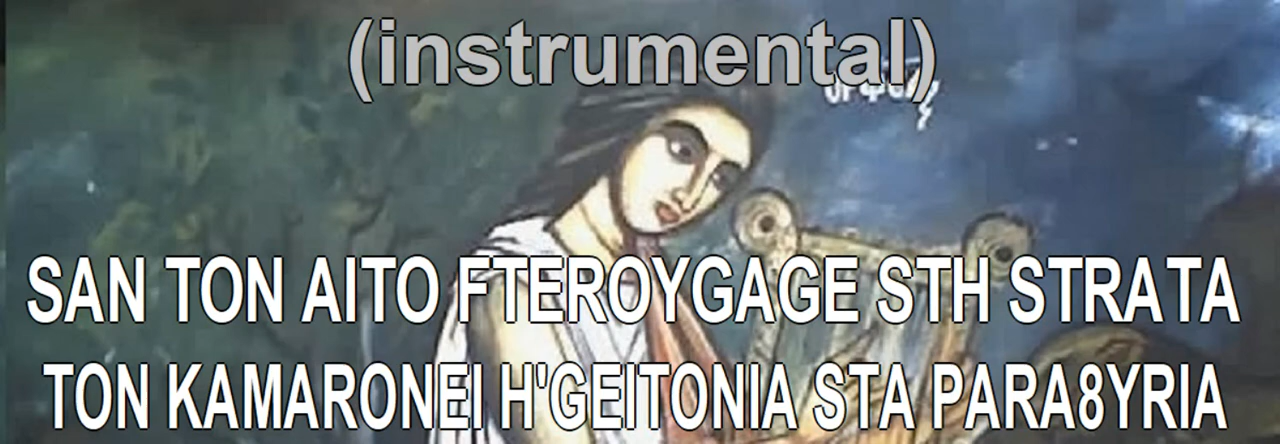 (instrumental)
SAN TON AITO FTEROYGAGE STH STRATA
TON KAMARONEI H'GEITONIA STA PARA8YRIA